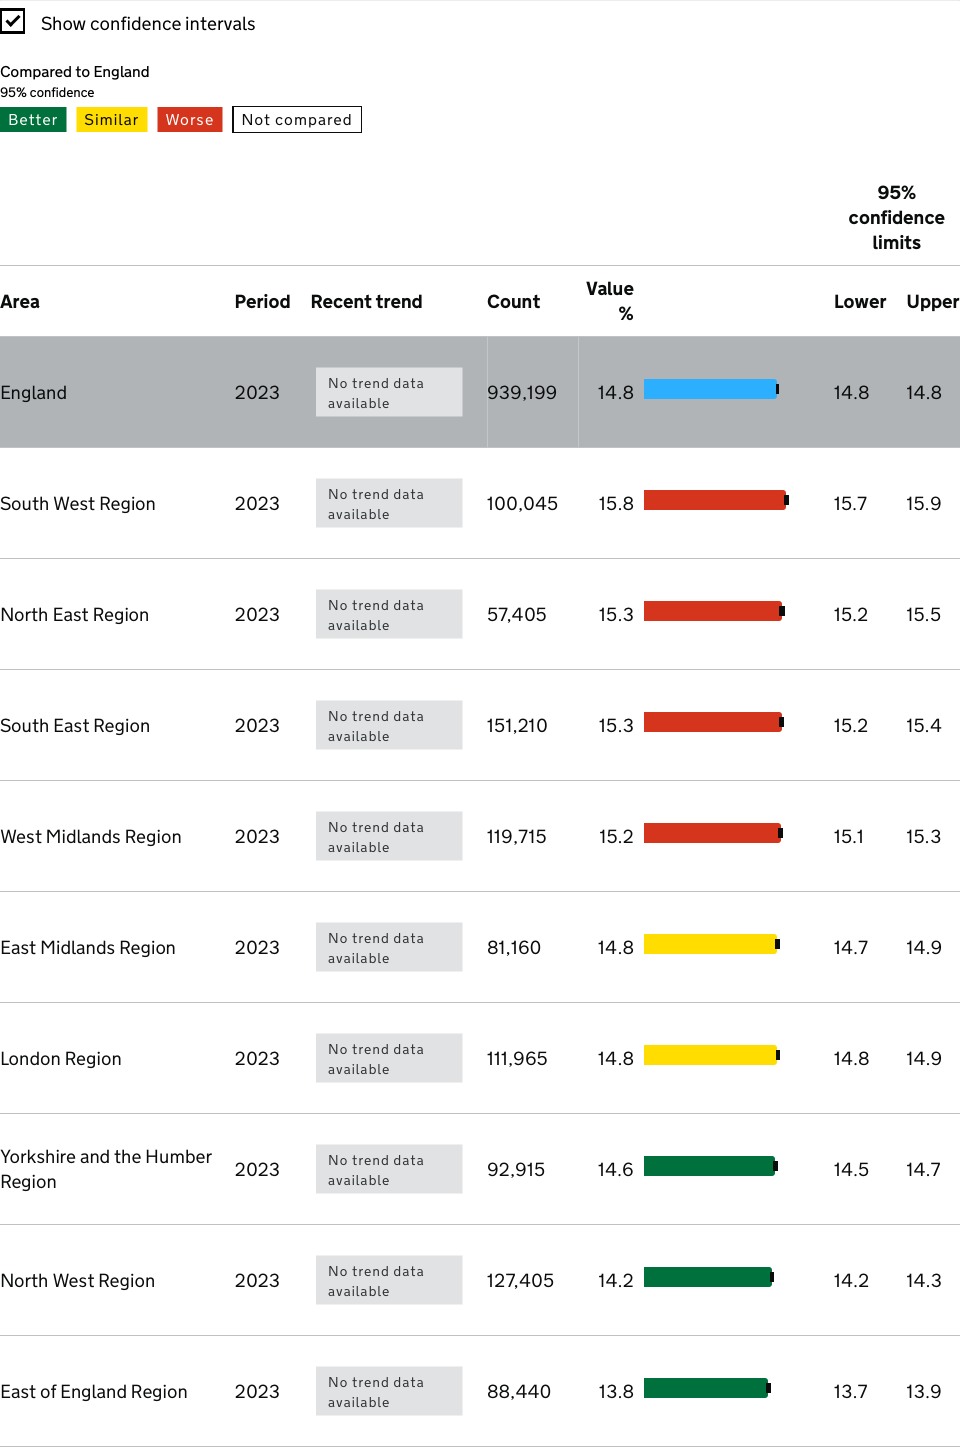 Show confidence intervals
Compared to England
95% confidence
Better Similar Worse Not compared
95%
confidence
limits
Area Period Recent trend Count Value % Lower Upper
England 2023 No trend data available 939,199 14.8 14.8 14.8
South West Region 2023 No trend data available 100,045 15.8 15.7 15.9
North East Region 2023 No trend data available 57,405 15.3 15.2 15.5
South East Region 2023 No trend data available 151,210 15.3 15.2 15.4
West Midlands Region 2023 No trend data available 119,715 15.2 15.1 15.3
East Midlands Region 2023 No trend data available 81,160 14.8 14.7 14.9
London Region 2023 No trend data available 111,965 14.8 14.8 14.9
Yorkshire and the Humber Region 2023 No trend data available 92,915 14.6 14.5 14.7
North West Region 2023 No trend data available 127,405 14.2 14.2 14.3
East of England Region 2023 No trend data available 88,440 13.8 13.7 13.9